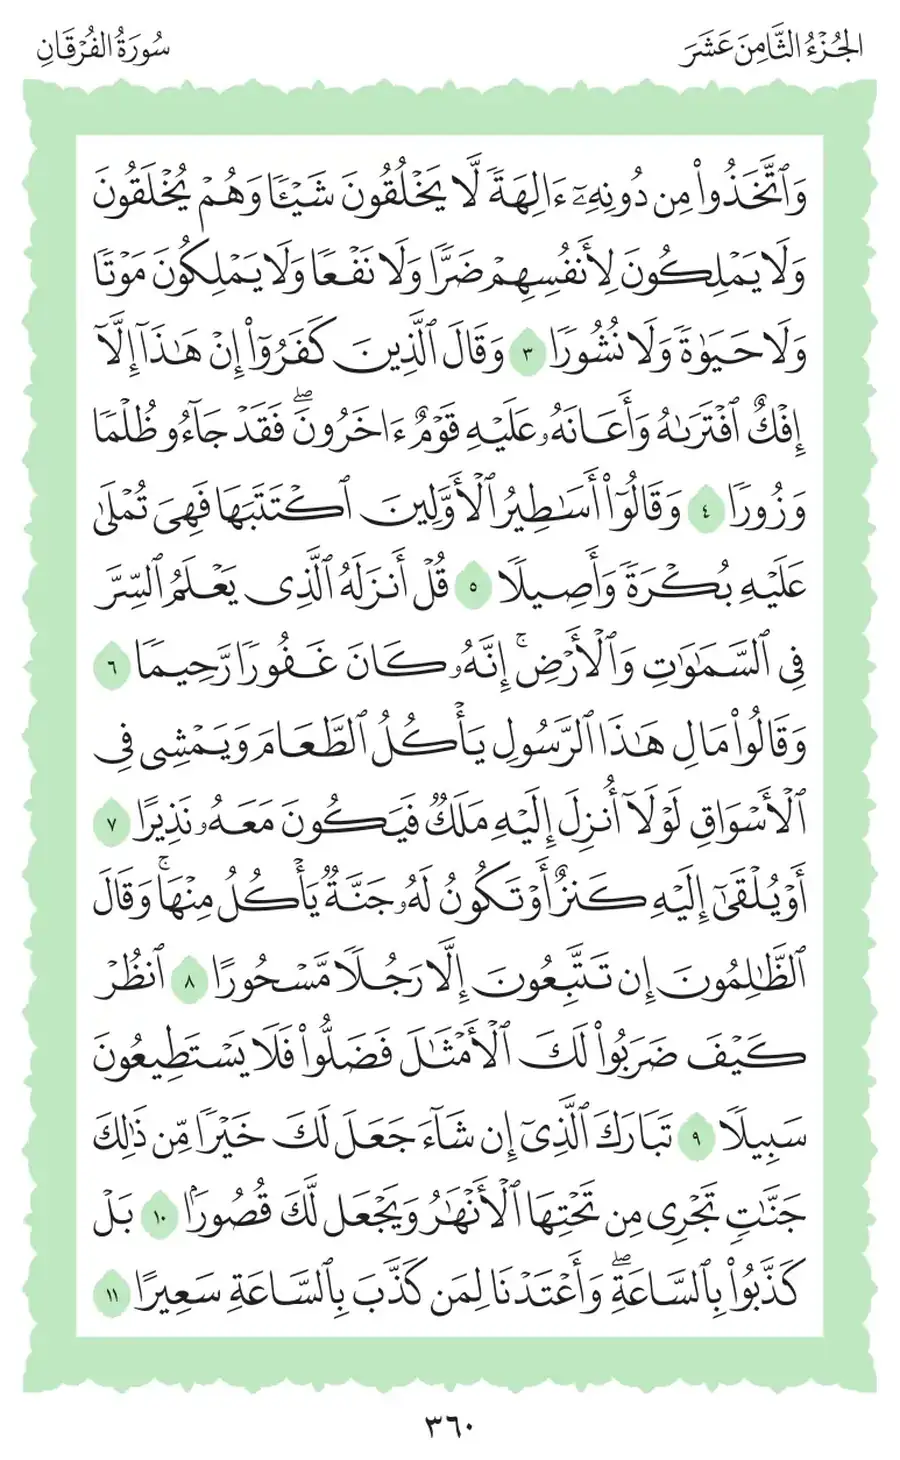 الجُزْءُ الثَّامِنَ عَشَرَ
سُورَةُ الفُرْقَانِ
وَٱتَّخَذُوا۟ مِن دُونِهِۦٓ ءَالِهَةً لَّا يَخْلُقُونَ شَيْـًٔا وَهُمْ يُخْلَقُونَ
وَلَا يَمْلِكُونَ لِأَنفُسِهِمْ ضَرًّا وَلَا نَفْعًا وَلَا يَمْلِكُونَ مَوْتًا
وَلَا حَيَوٰةً وَلَا نُشُورًا ٣ وَقَالَ ٱلَّذِينَ كَفَرُوٓا۟ إِنْ هَـٰذَآ إِلَّآ
إِفْكٌ ٱفْتَرَىٰهُ وَأَعَانَهُۥ عَلَيْهِ قَوْمٌ ءَاخَرُونَ ۖ فَقَدْ جَآءُو ظُلْمًا
وَزُورًا ٤ وَقَالُوٓا۟ أَسَـٰطِيرُ ٱلْأَوَّلِينَ ٱكْتَتَبَهَا فَهِىَ تُمْلَىٰ
عَلَيْهِ بُكْرَةً وَأَصِيلًا ٥ قُلْ أَنزَلَهُ ٱلَّذِى يَعْلَمُ ٱلسِّرَّ
فِى ٱلسَّمَـٰوَٰتِ وَٱلْأَرْضِ ۚ إِنَّهُۥ كَانَ غَفُورًا رَّحِيمًا ٦
وَقَالُوا۟ مَالِ هَـٰذَا ٱلرَّسُولِ يَأْكُلُ ٱلطَّعَامَ وَيَمْشِى فِى
ٱلْأَسْوَاقِ لَوْلَآ أُنزِلَ إِلَيْهِ مَلَكٌ فَيَكُونَ مَعَهُۥ نَذِيرًا ٧
أَوْ يُلْقَىٰٓ إِلَيْهِ كَنزٌ أَوْ تَكُونُ لَهُۥ جَنَّةٌ يَأْكُلُ مِنْهَا ۚ وَقَالَ
ٱلظَّـٰلِمُونَ إِن تَتَّبِعُونَ إِلَّا رَجُلًا مَّسْحُورًا ٨ ٱنظُرْ
كَيْفَ ضَرَبُوا۟ لَكَ ٱلْأَمْثَـٰلَ فَضَلُّوا۟ فَلَا يَسْتَطِيعُونَ
سَبِيلًا ٩ تَبَارَكَ ٱلَّذِىٓ إِن شَآءَ جَعَلَ لَكَ خَيْرًا مِّن ذَٰلِكَ
جَنَّـٰتٍ تَجْرِى مِن تَحْتِهَا ٱلْأَنْهَـٰرُ وَيَجْعَل لَّكَ قُصُورًۢا ١٠ بَلْ
كَذَّبُوا۟ بِٱلسَّاعَةِ ۖ وَأَعْتَدْنَا لِمَن كَذَّبَ بِٱلسَّاعَةِ سَعِيرًا ١١
٣٦٠